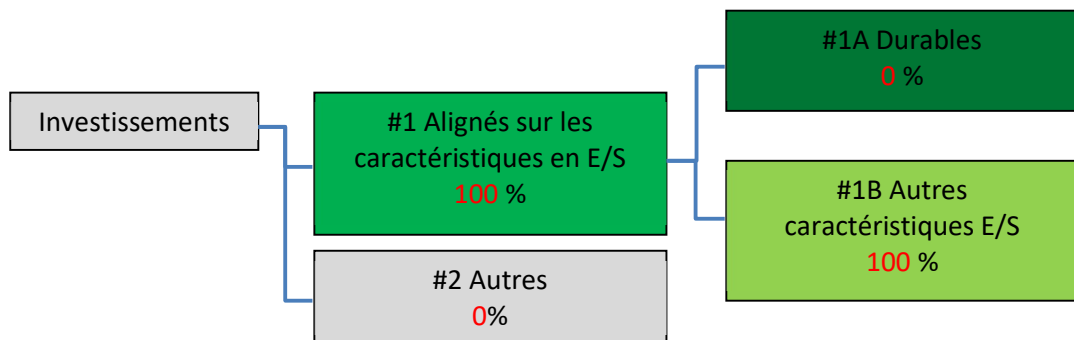 Investissements
#1 Alignés sur les
caractéristiques en E/S
100 %
#2 Autres
0%
#1A Durables
0 %
#1B Autres
caractéristiques E/S
100 %